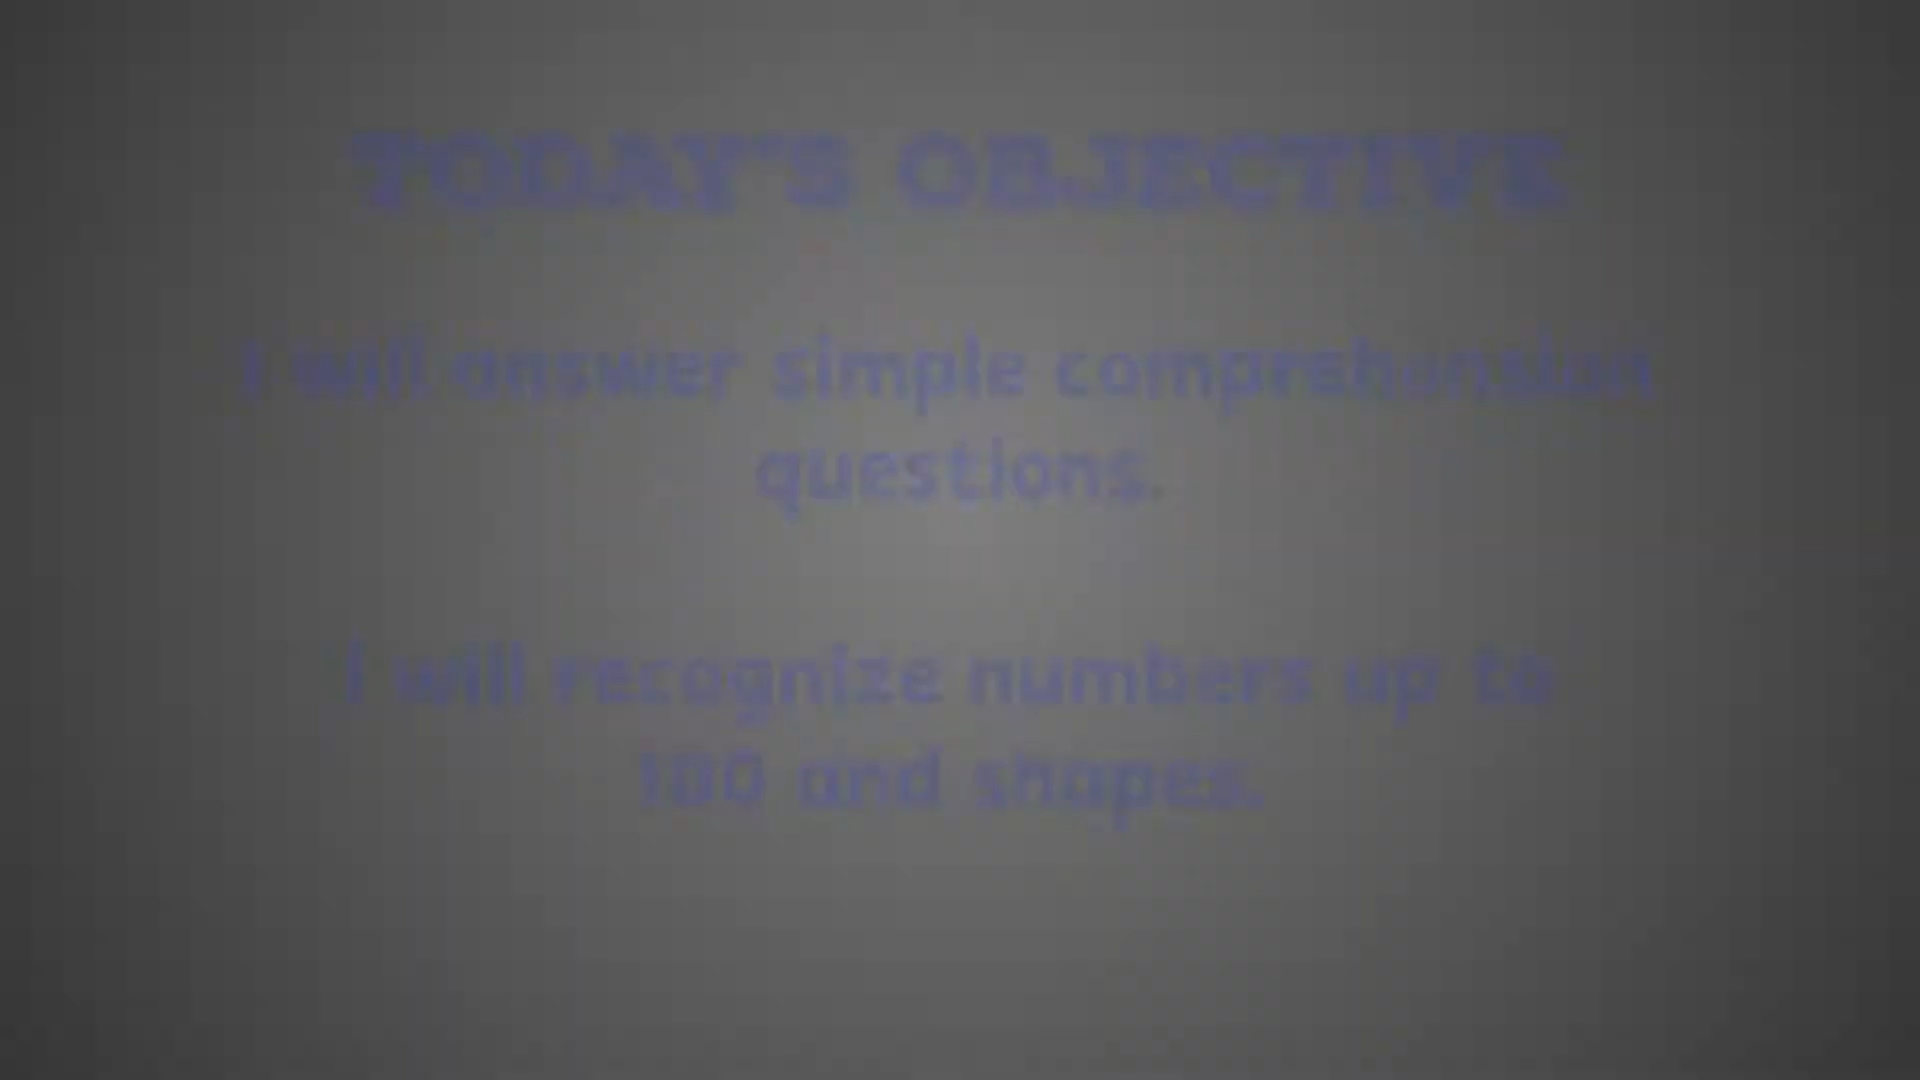 TODAY'S OBJECTIVE
I will answer simple comprehension
questions.
I will recognize numbers up to
100 and shapes.